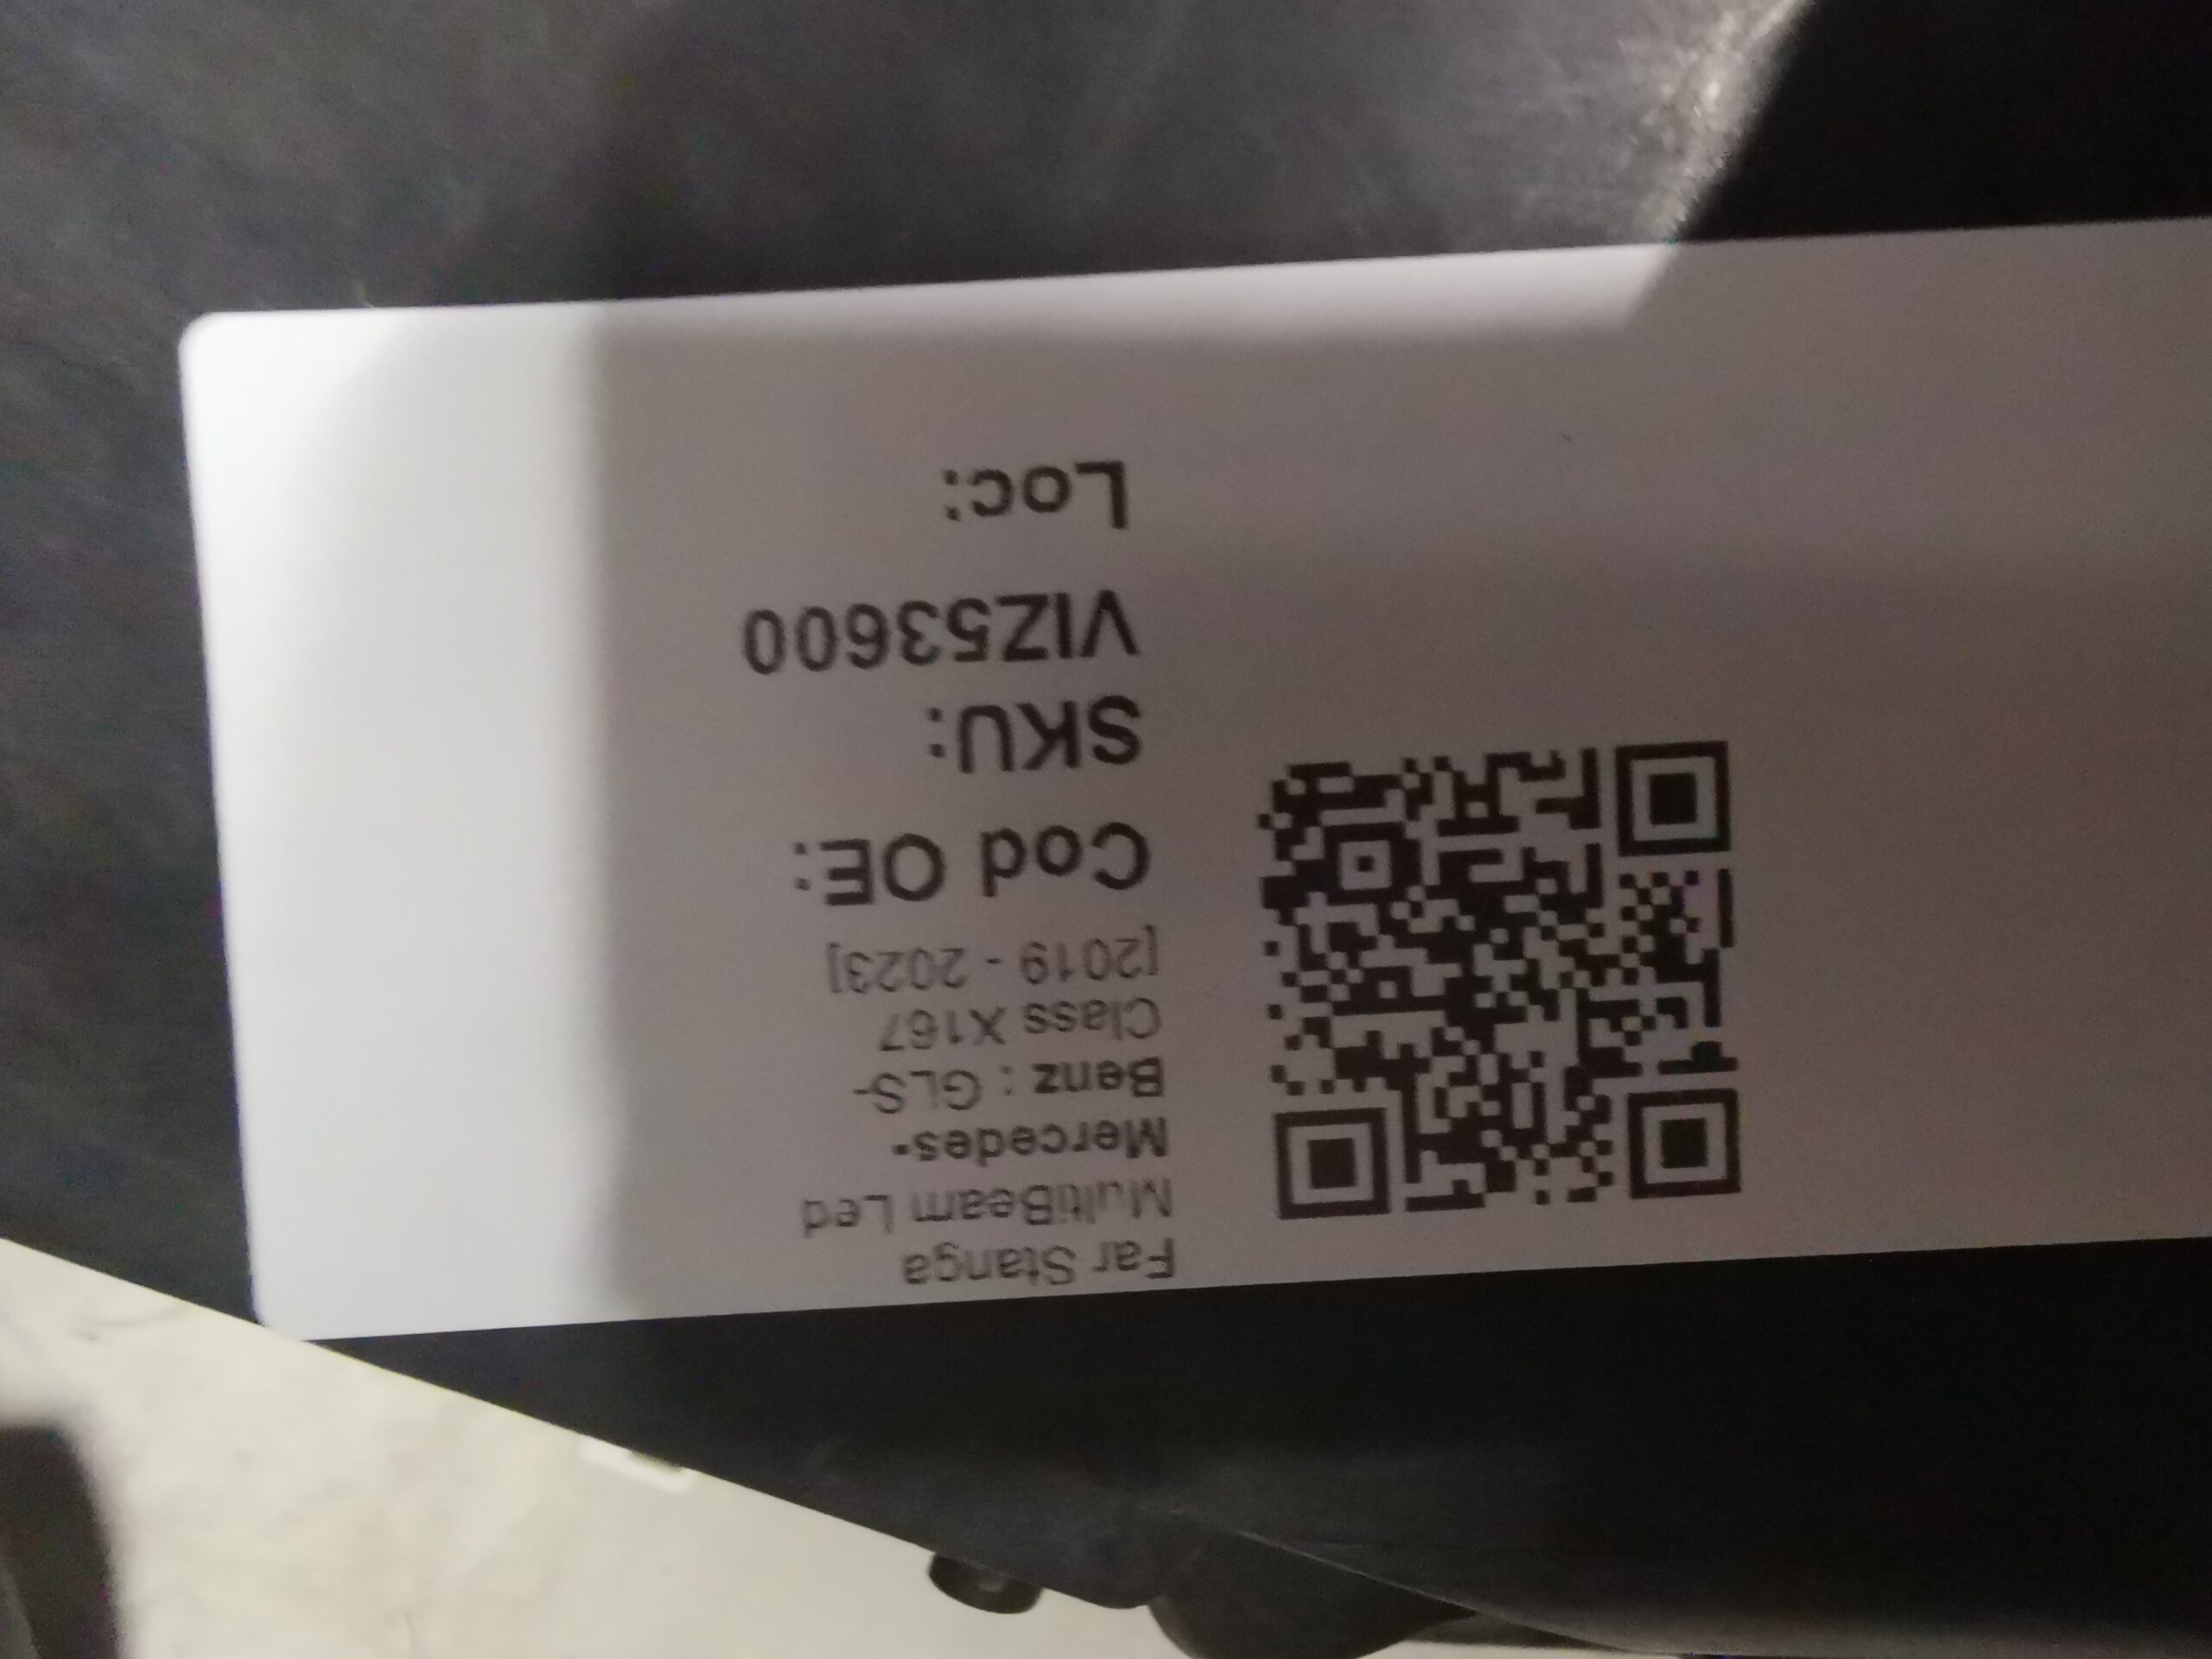 Far Stanga
MultiBeam Led
Mercedes-
Benz : GLS-
Class X167
[2019 - 2023]
Cod OE:
SKU:
VIZ53600
Loc: